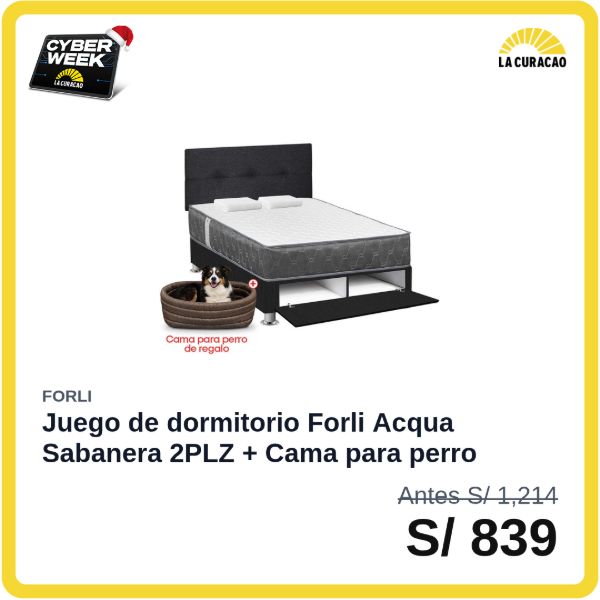 CYBER
WEEK
LA CURACAO
LA CURACAO
+
Cama para perro
de regalo
FORLI
Juego de dormitorio Forli Acqua
Sabanera 2PLZ + Cama para perro
Antes S/ 1,214
S/ 839